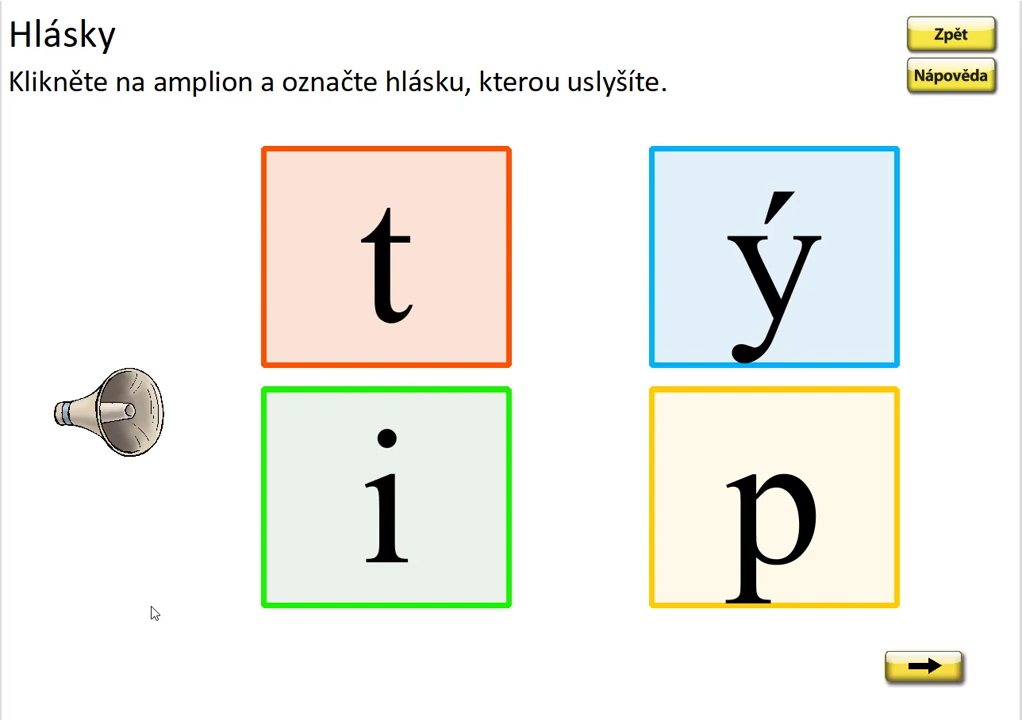 Hlásky
Zpět
Klikněte na amplion a označte hlásku, kterou uslyšíte.
Nápověda
t
ý
i
p